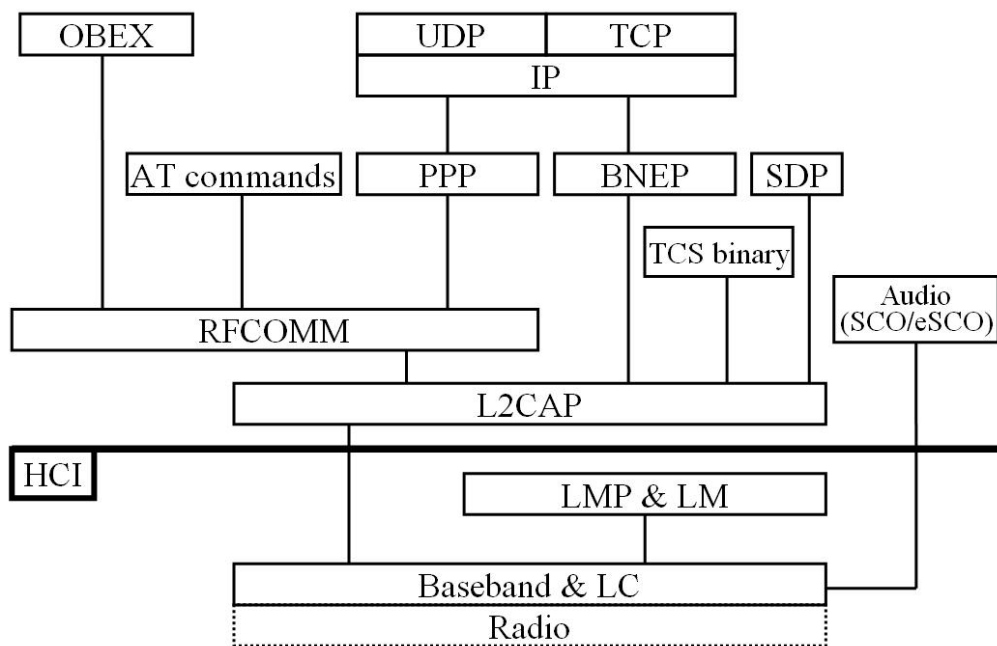 OBEX
UDP
TCP
IP
AT commands
PPP
BNEP
SDP
TCS binary
Audio
(SCO/eSCO)
RFCOMM
L2CAP
HCI
LMP & LM
Baseband & LC
Radio